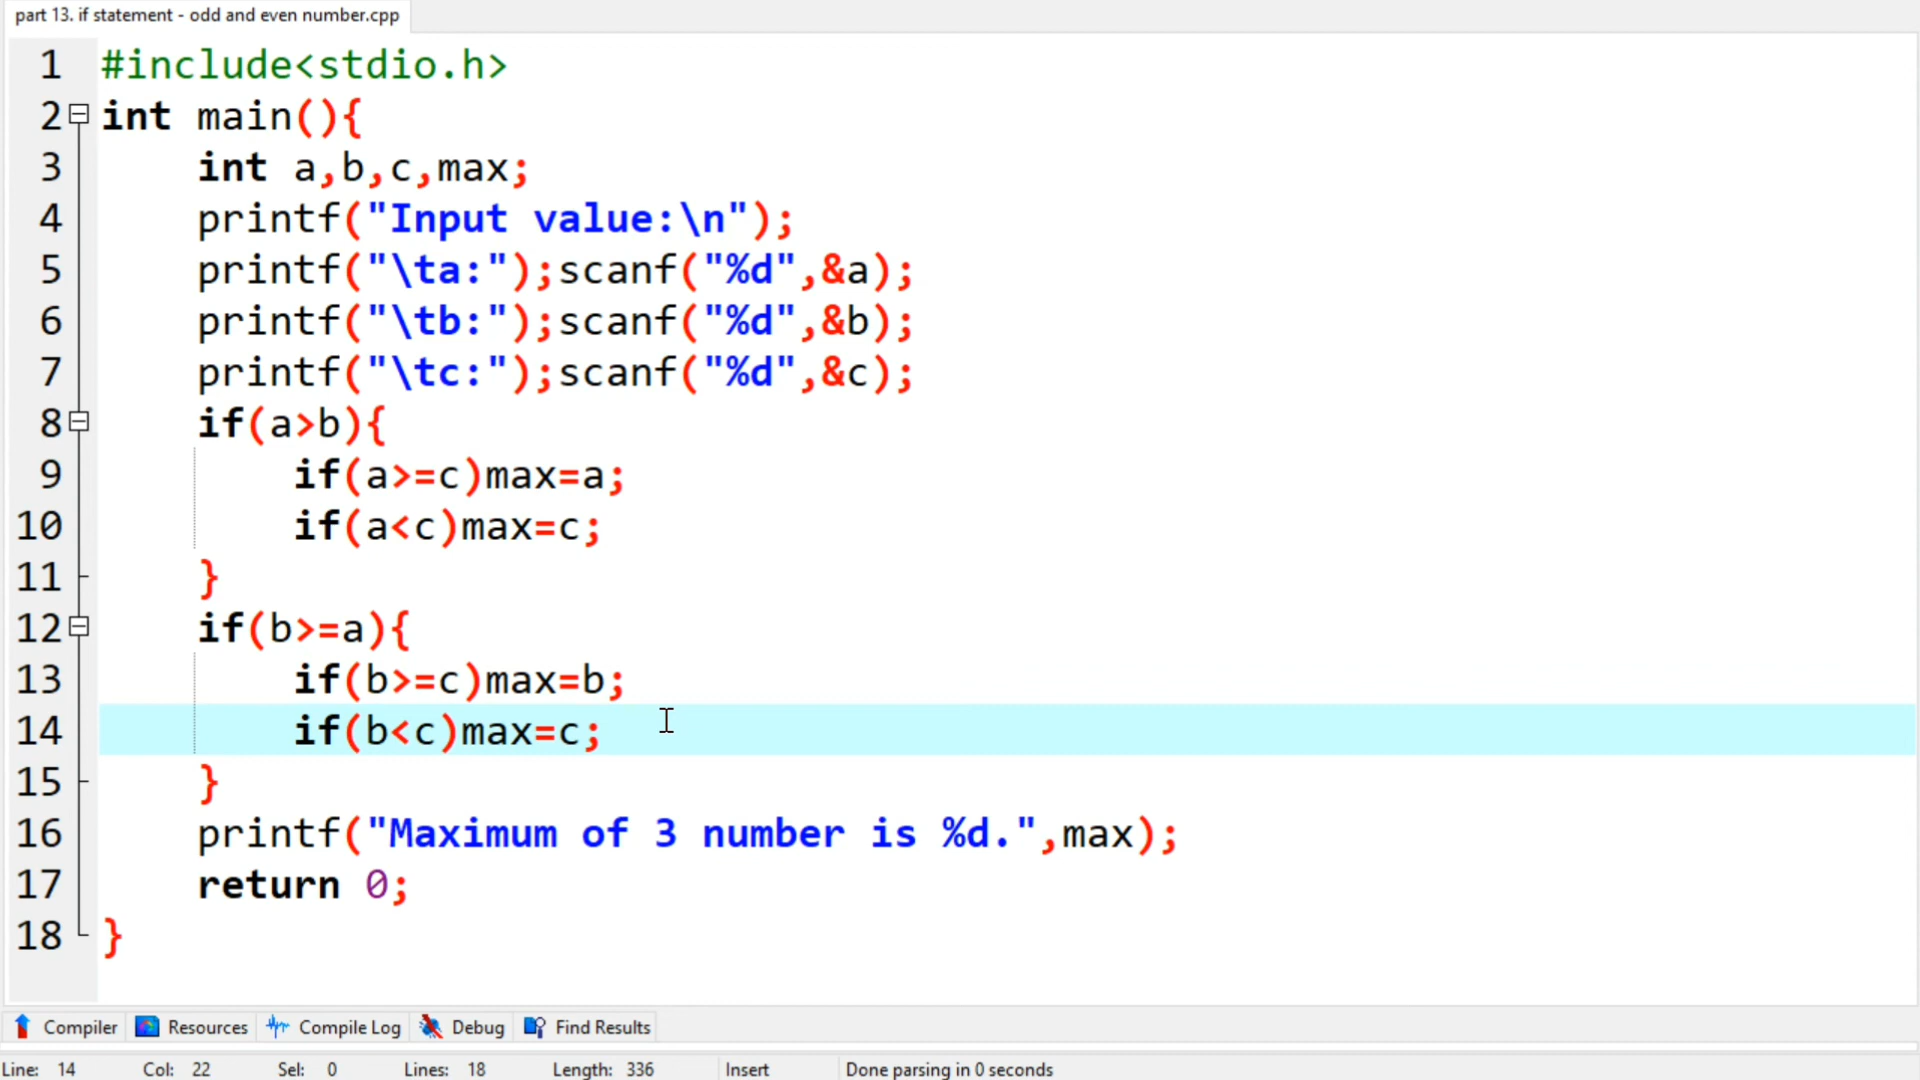 part 13. if statement - odd and even number.cpp
1 #include<stdio.h>
2 int main(){
3 int a,b,c,max;
4 printf("Input value:\n");
5 printf("\ta:");scanf("%d",&a);
6 printf("\tb:");scanf("%d",&b);
7 printf("\tc:");scanf("%d",&c);
8 if(a>b){
9 if(a>=c)max=a;
10 if(a<c)max=c;
11 }
12 if(b>=a){
13 if(b>=c)max=b;
14 if(b<c)max=c;
15 }
16 printf("Maximum of 3 number is %d.",max);
17 return 0;
18 }
Compiler Resources Compile Log Debug Find Results
Line: 14 Col: 22 Sel: 0 Lines: 18 Length: 336 Insert Done parsing in 0 seconds